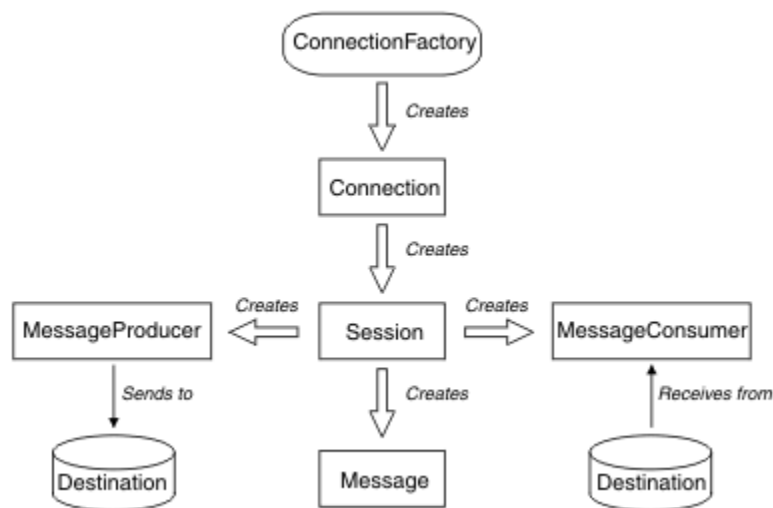 ConnectionFactory
Creates
Connection
Creates
Creates
Creates
MessageProducer
Session
MessageConsumer
Sends to
Creates
Receives from
Destination
Message
Destination